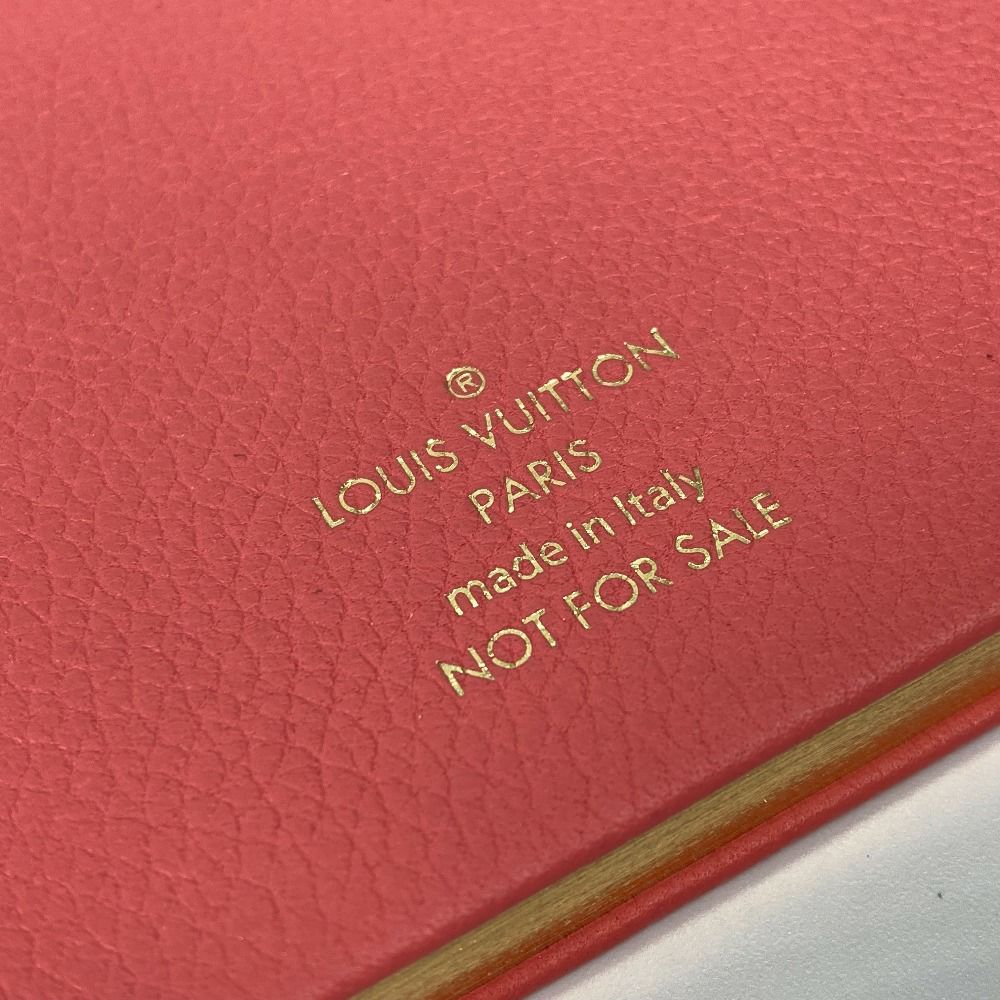 ®
LOUIS VUITTON
PARIS
made in Italy
NOT FOR SALE